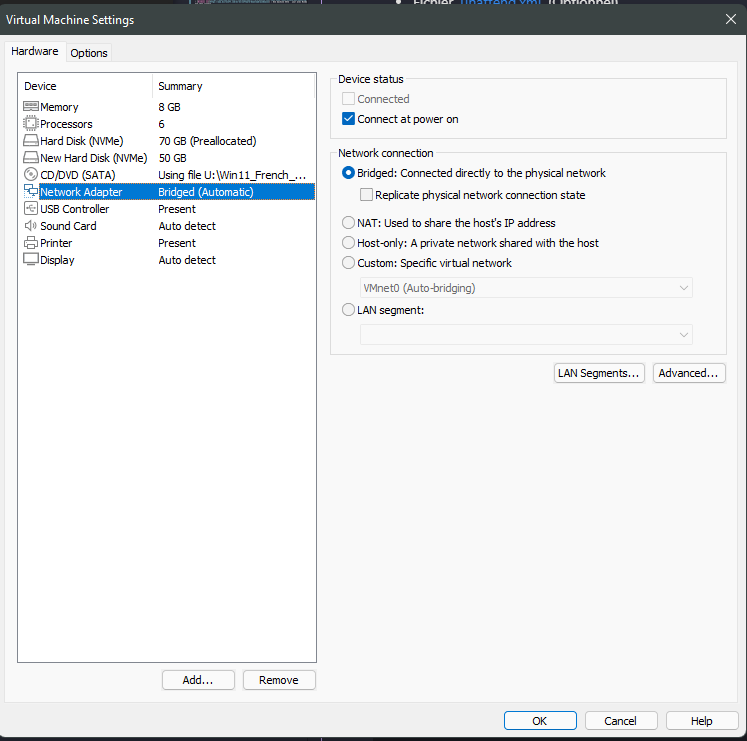 Fichier unattend.xml (Optionnel)
Virtual Machine Settings
Hardware
Options
Device Summary
Memory 8 GB
Processors 6
Hard Disk (NVMe) 70 GB (Preallocated)
New Hard Disk (NVMe) 50 GB
CD/DVD (SATA) Using file U:\Win11_French_...
Network Adapter Bridged (Automatic)
USB Controller Present
Sound Card Auto detect
Printer Present
Display Auto detect
Add...
Remove
Device status
Connected
Connect at power on
Network connection
Bridged: Connected directly to the physical network
Replicate physical network connection state
NAT: Used to share the host's IP address
Host-only: A private network shared with the host
Custom: Specific virtual network
VMnet0 (Auto-bridging)
LAN segment:
LAN Segments...
Advanced...
OK
Cancel
Help